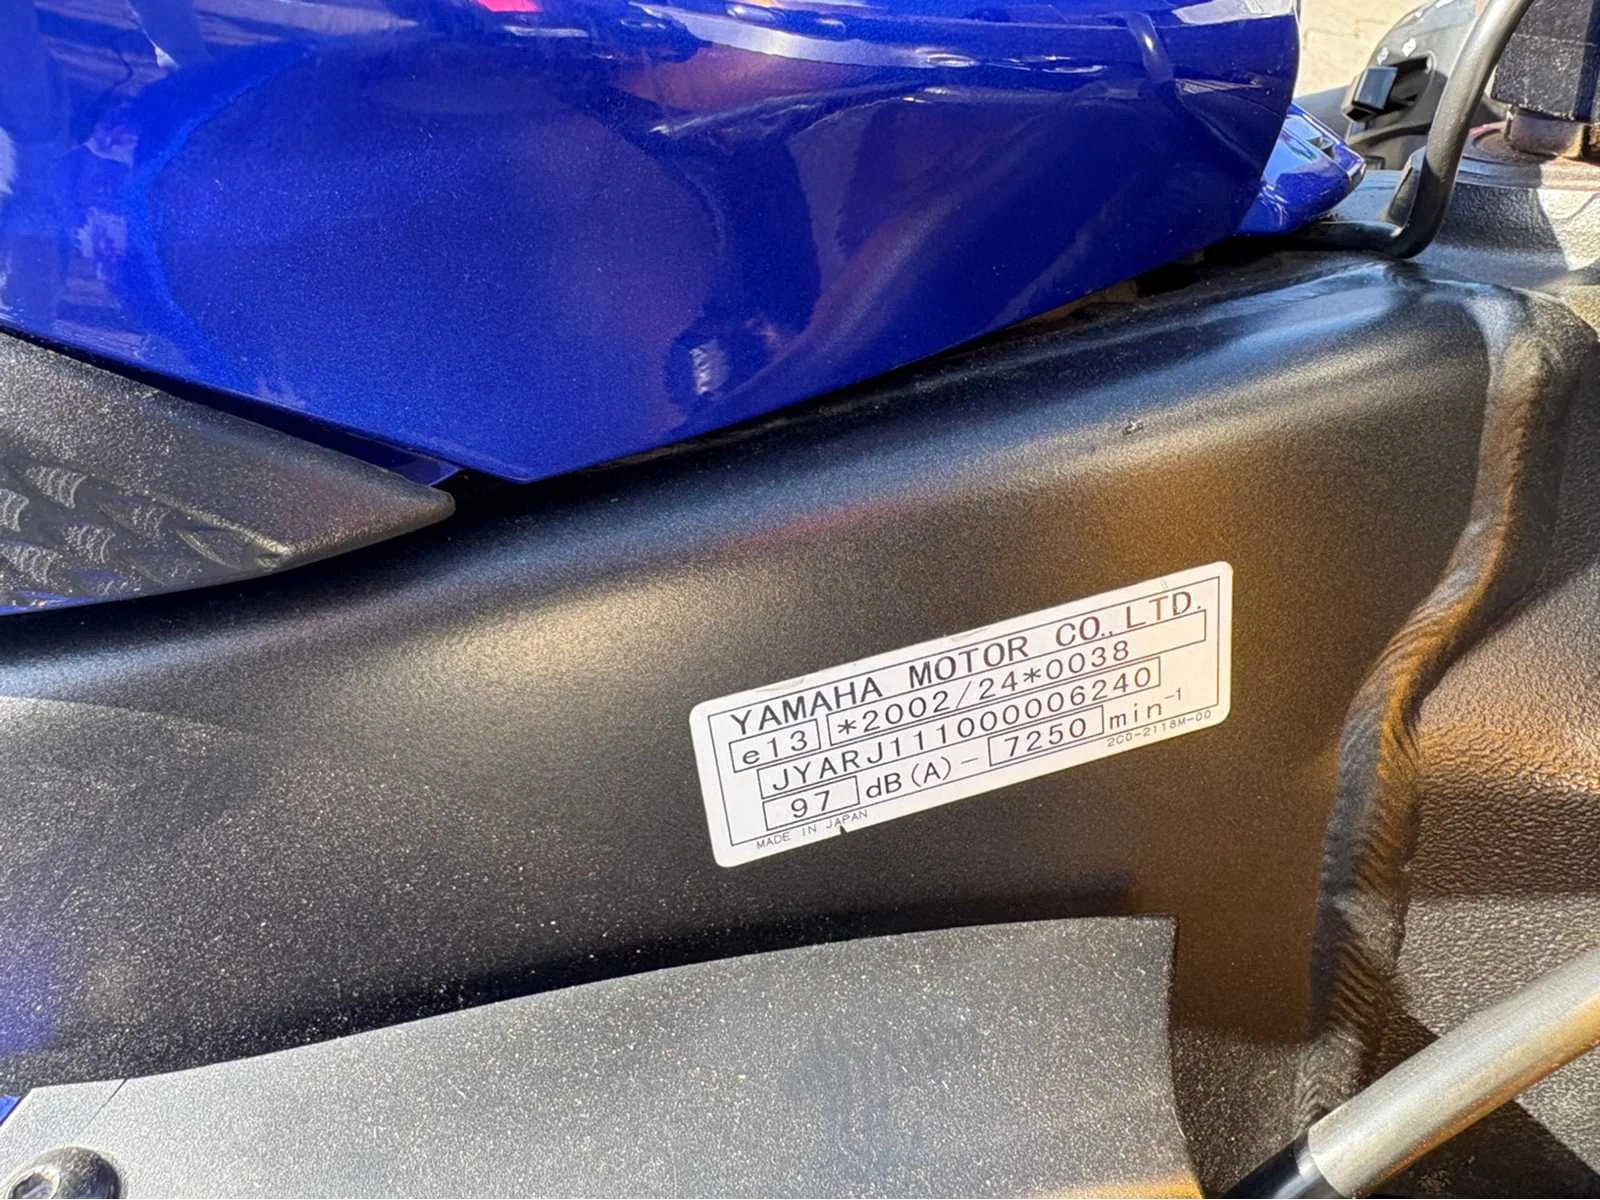 YAMAHA MOTOR CO., LTD.
e13 *2002/24*0038
JYARJ111000006240
97 dB(A)- 7250 min-1
MADE IN JAPAN 2C0-2118M-00